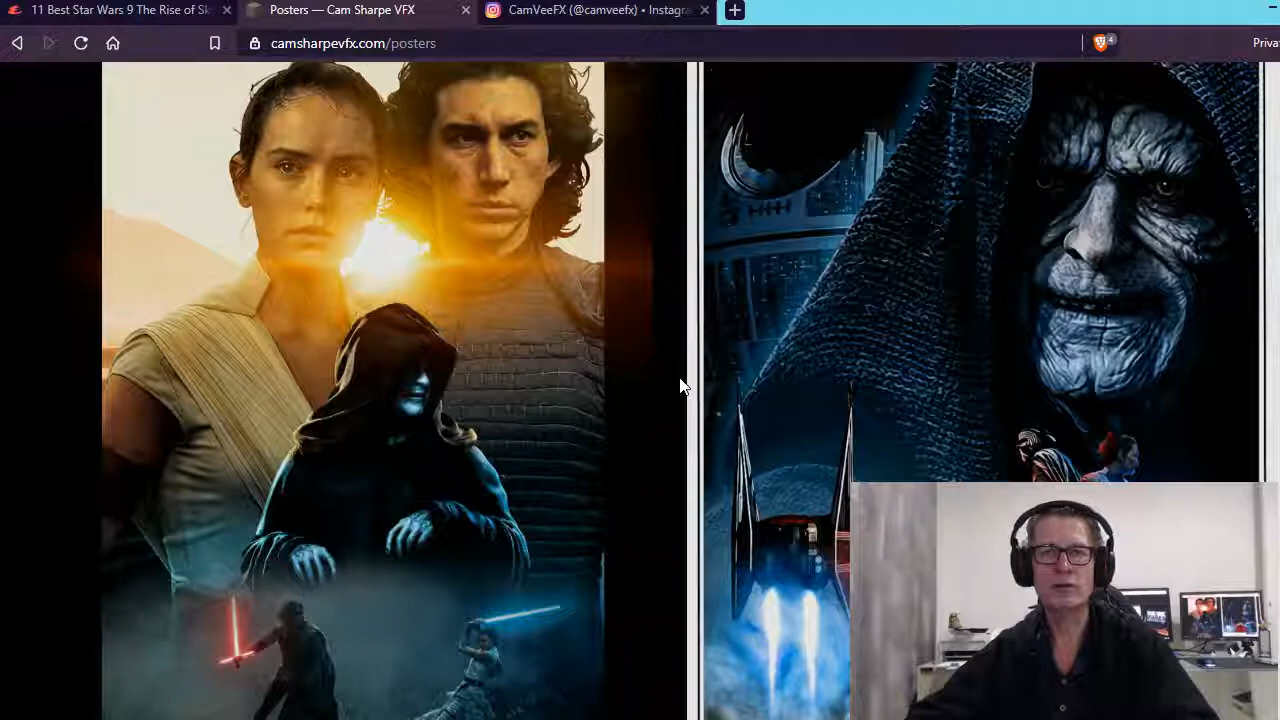 11 Best Star Wars 9 The Rise of Sk
Posters — Cam Sharpe VFX
CamVeeFX (@camveefx) • Instagra
camsharpevfx.com/posters
4
Priva